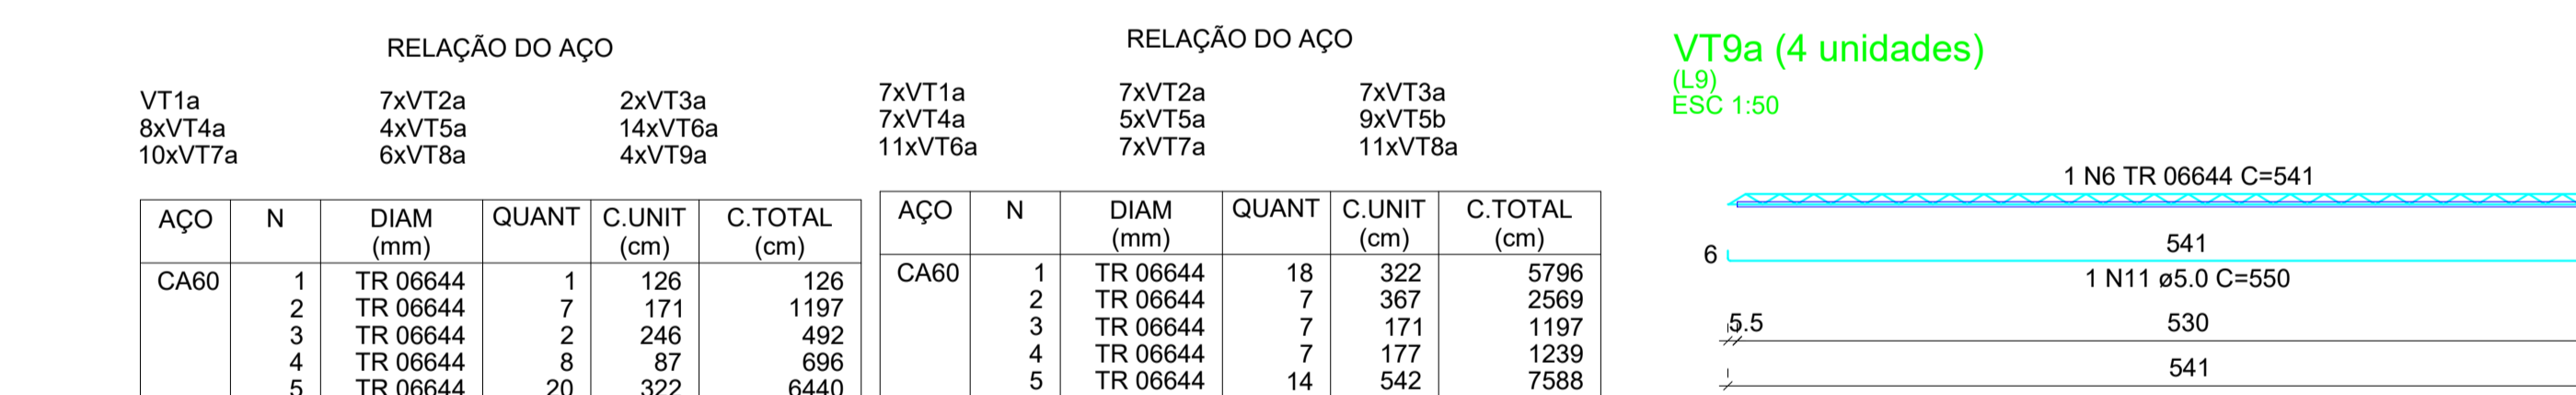 RELAÇÃO DO AÇO
VT1a 7xVT2a 2xVT3a
8xVT4a 4xVT5a 14xVT6a
10xVT7a 6xVT8a 4xVT9a
AÇO N DIAM QUANT C.UNIT C.TOTAL
(mm) (cm) (cm)
CA60 1 TR 06644 1 126 126
2 TR 06644 7 171 1197
3 TR 06644 2 246 492
4 TR 06644 8 87 696
5 TR 06644 20 322 6440
RELAÇÃO DO AÇO
7xVT1a 7xVT2a 7xVT3a
7xVT4a 5xVT5a 9xVT5b
11xVT6a 7xVT7a 11xVT8a
AÇO N DIAM QUANT C.UNIT C.TOTAL
(mm) (cm) (cm)
CA60 1 TR 06644 18 322 5796
2 TR 06644 7 367 2569
3 TR 06644 7 171 1197
4 TR 06644 7 177 1239
5 TR 06644 14 542 7588
VT9a (4 unidades)
(L9)
ESC 1:50
1 N6 TR 06644 C=541
541
6
1 N11 ø5.0 C=550
5.5 530
541